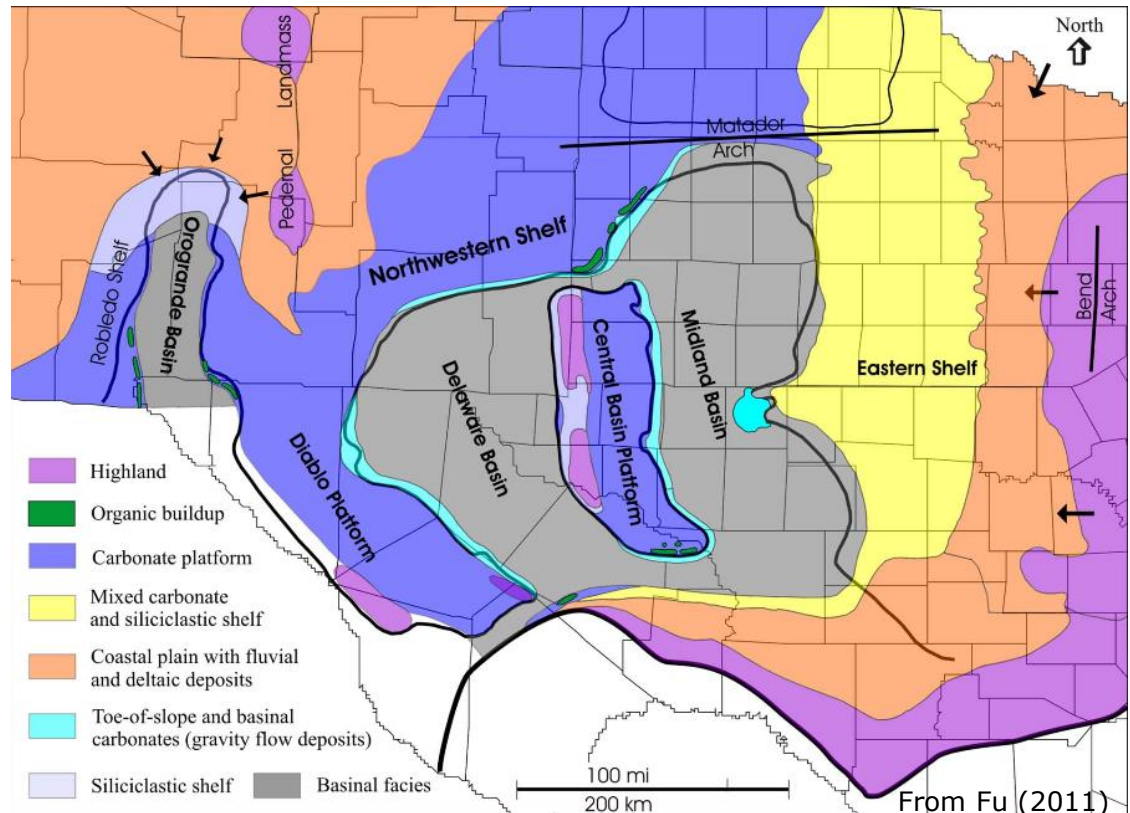 North
Landmass
Pedernal
Matador
Arch
Northwestern Shelf
Robledo Shelf
Orogrande Basin
Bend
Arch
Central Basin Platform
Midland Basin
Eastern Shelf
Delaware Basin
Diablo Platform
Highland
Organic buildup
Carbonate platform
Mixed carbonate
and siliciclastic shelf
Coastal plain with fluvial
and deltaic deposits
Toe-of-slope and basinal
carbonates (gravity flow deposits)
Siliciclastic shelf
Basinal facies
100 mi
200 km
From Fu (2011)